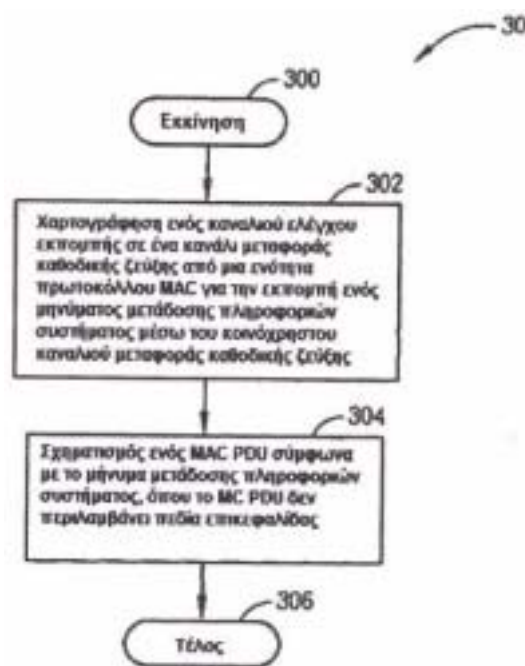 30
300
Εκκίνηση
302
Χαρτογράφηση ενός καναλιού ελέγχου
εκπομπής σε ένα κανάλι μεταφοράς
καθοδικής ζεύξης από μια ενότητα
πρωτοκόλλου MAC για την εκπομπή ενός
μηνύματος μετάδοσης πληροφοριών
συστήματος μέσω του κοινόχρηστου
καναλιού μεταφοράς καθοδικής ζεύξης
304
Σχηματισμός ενός MAC PDU σύμφωνα
με το μήνυμα μετάδοσης πληροφοριών
συστήματος, όπου το MC PDU δεν
περιλαμβάνει πεδία επικεφαλίδας
306
Τέλος